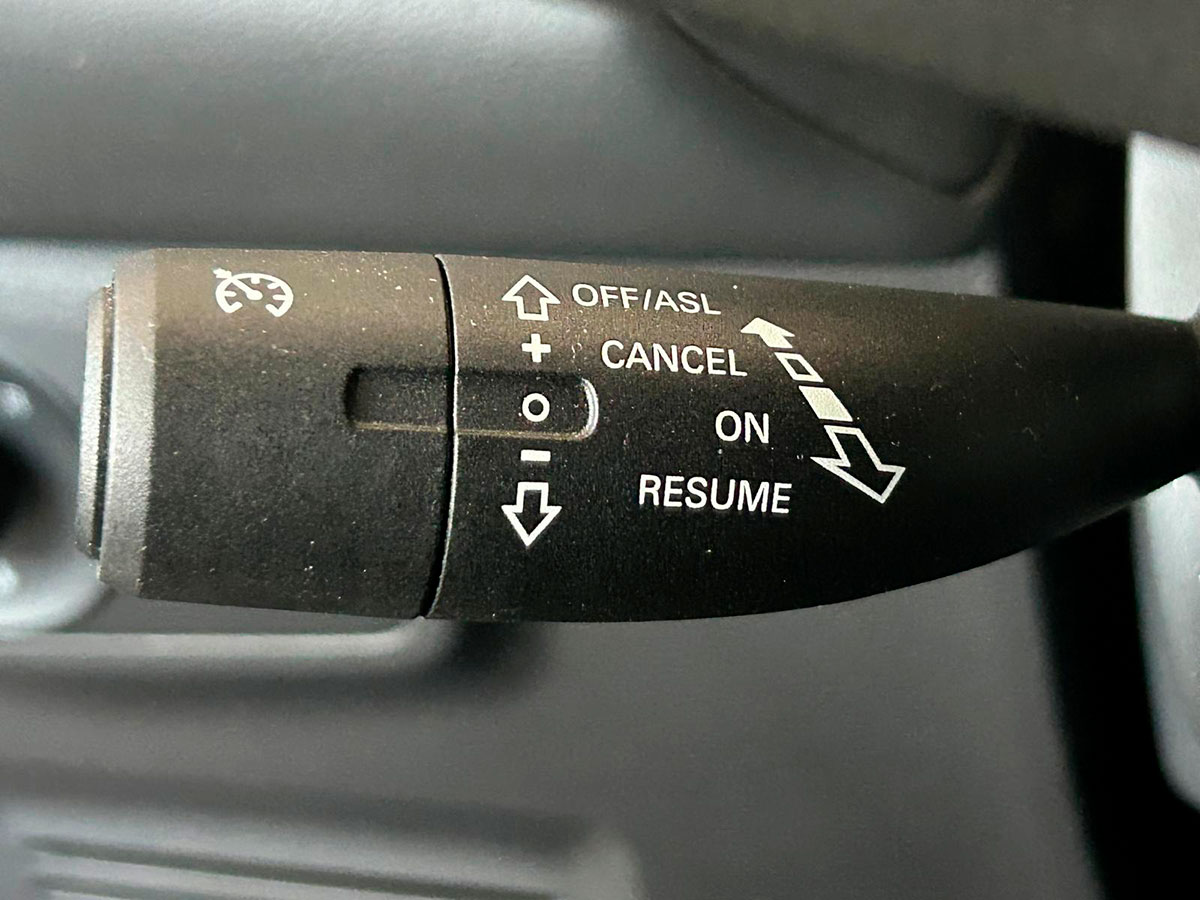 OFF/ASL
+ CANCEL
O
ON
-
RESUME